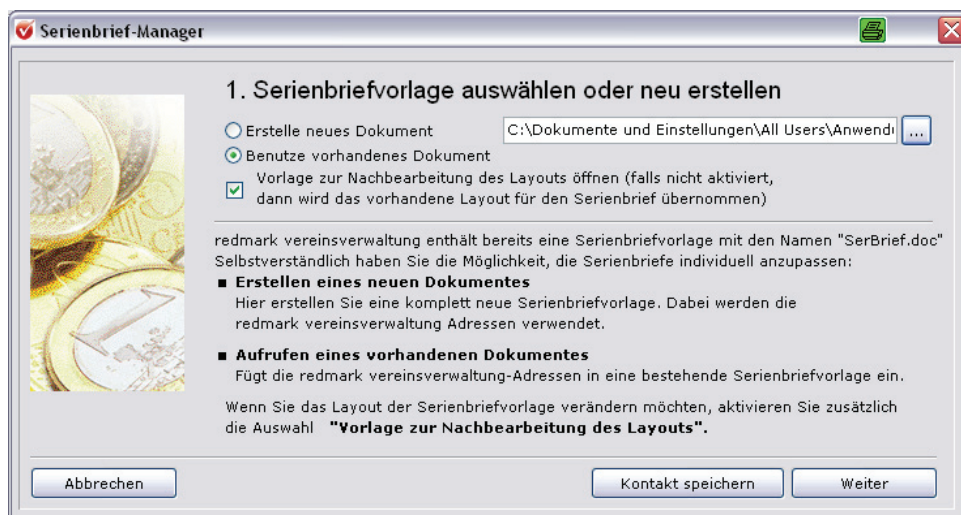 Serienbrief-Manager
1. Serienbriefvorlage auswählen oder neu erstellen
Erstelle neues Dokument
C:\Dokumente und Einstellungen\All Users\Anwend
...
Benutze vorhandenes Dokument
Vorlage zur Nachbearbeitung des Layouts öffnen (falls nicht aktiviert,
dann wird das vorhandene Layout für den Serienbrief übernommen)
redmark vereinsverwaltung enthält bereits eine Serienbriefvorlage mit den Namen "SerBrief.doc"
Selbstverständlich haben Sie die Möglichkeit, die Serienbriefe individuell anzupassen:
■ Erstellen eines neuen Dokumentes
Hier erstellen Sie eine komplett neue Serienbriefvorlage. Dabei werden die
redmark vereinsverwaltung Adressen verwendet.
■ Aufrufen eines vorhandenen Dokumentes
Fügt die redmark vereinsverwaltung-Adressen in eine bestehende Serienbriefvorlage ein.
Wenn Sie das Layout der Serienbriefvorlage verändern möchten, aktivieren Sie zusätzlich
die Auswahl "Vorlage zur Nachbearbeitung des Layouts".
Abbrechen
Kontakt speichern
Weiter